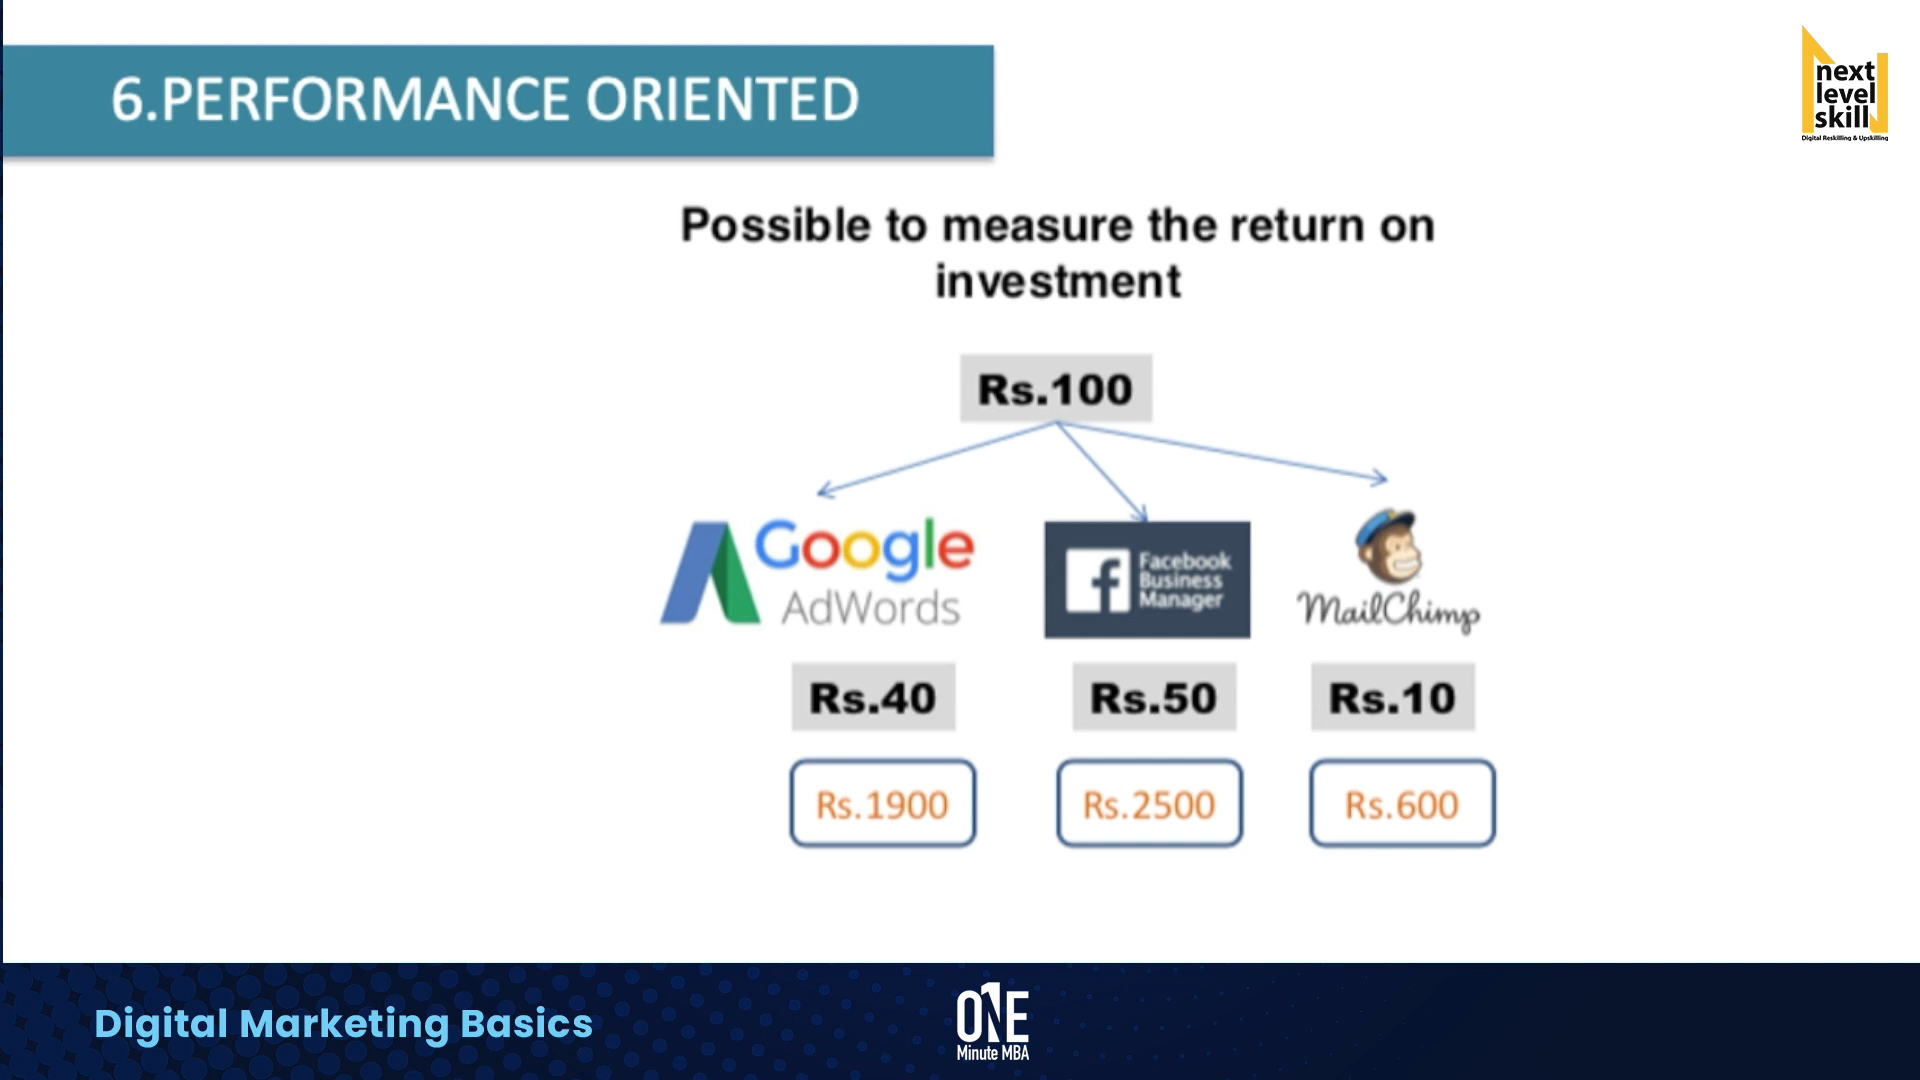 6.PERFORMANCE ORIENTED
next
level
skill
Digital Reskilling & Upskilling
Possible to measure the return on
investment
Rs.100
Google
AdWords
f Facebook
Business
Manager
MailChimp
Rs.40 Rs.50 Rs.10
Rs.1900 Rs.2500 Rs.600
Digital Marketing Basics
ONE
Minute MBA